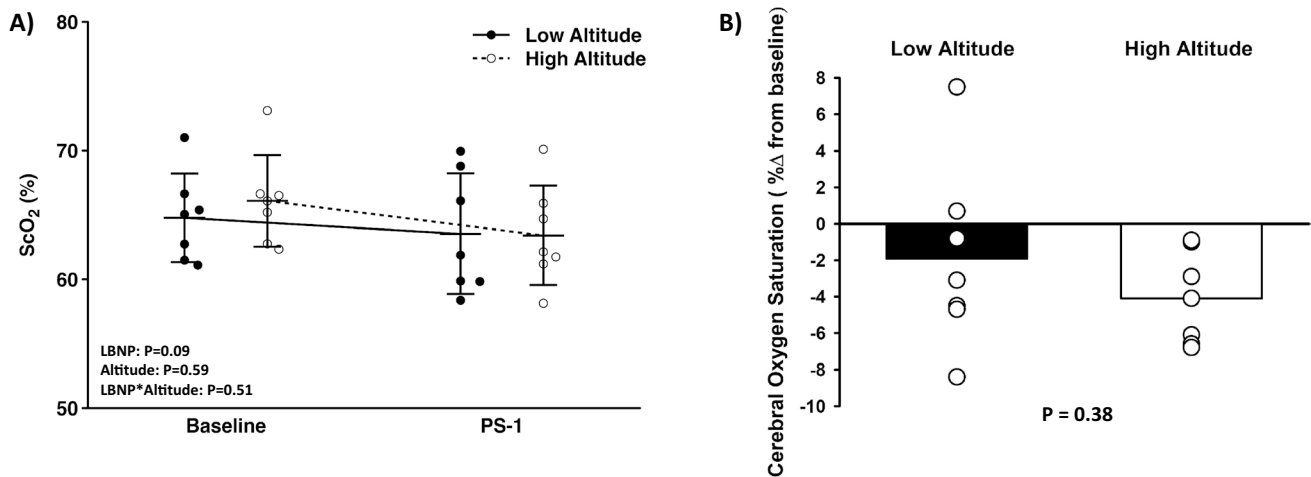 A)
80
70
60
50
ScO2 (%)
Low Altitude
High Altitude
LBNP: P=0.09
Altitude: P=0.59
LBNP*Altitude: P=0.51
Baseline
PS-1
B)
Low Altitude
High Altitude
Cerebral Oxygen Saturation ( %Δ from baseline)
8
6
4
2
0
-2
-4
-6
-8
-10
P = 0.38